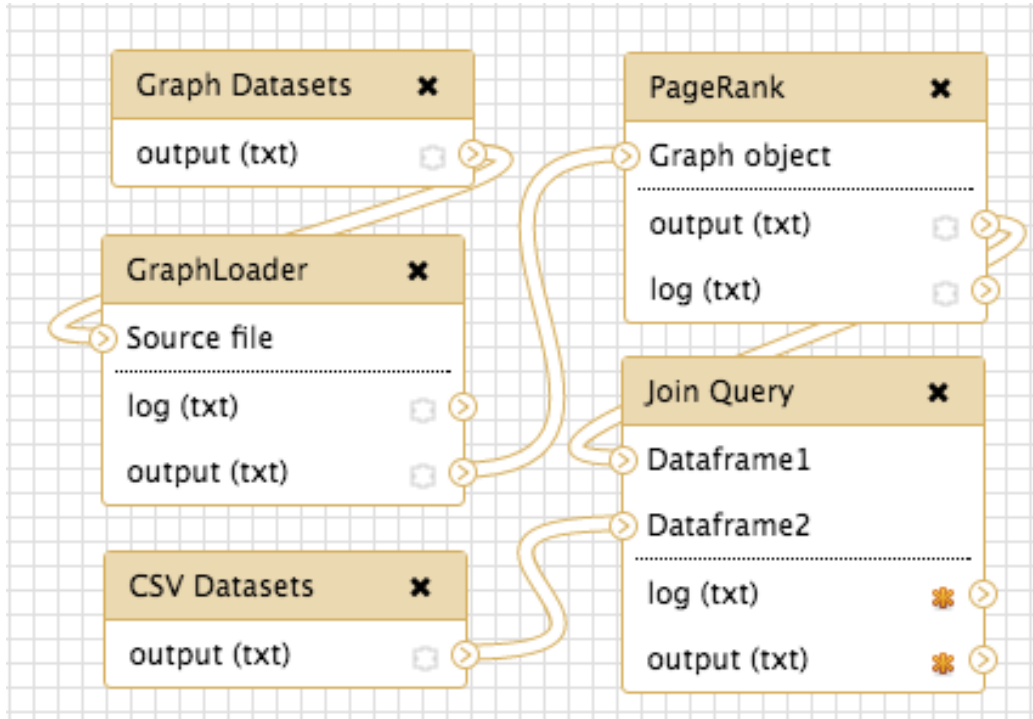 Graph Datasets
output (txt)
GraphLoader
Source file
log (txt)
output (txt)
CSV Datasets
output (txt)
PageRank
Graph object
output (txt)
log (txt)
Join Query
Dataframe1
Dataframe2
log (txt)
output (txt)